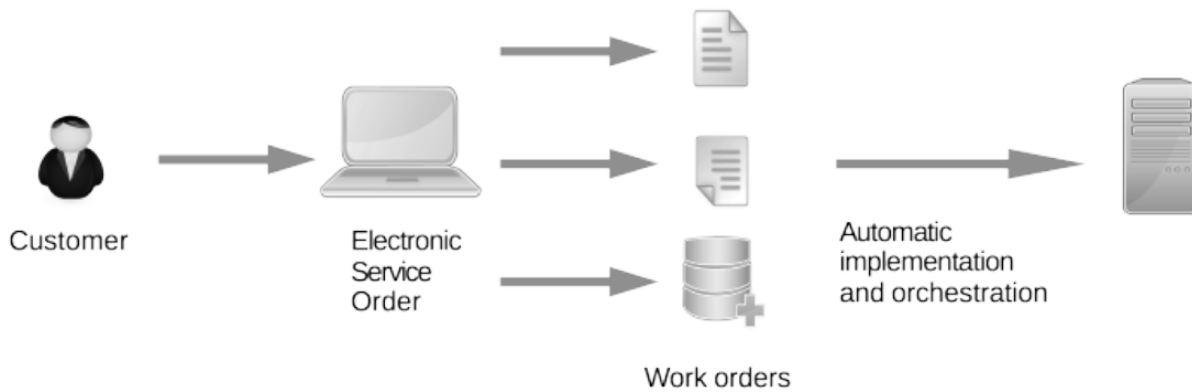 Customer
Electronic
Service
Order
Automatic
implementation
and orchestration
Work orders